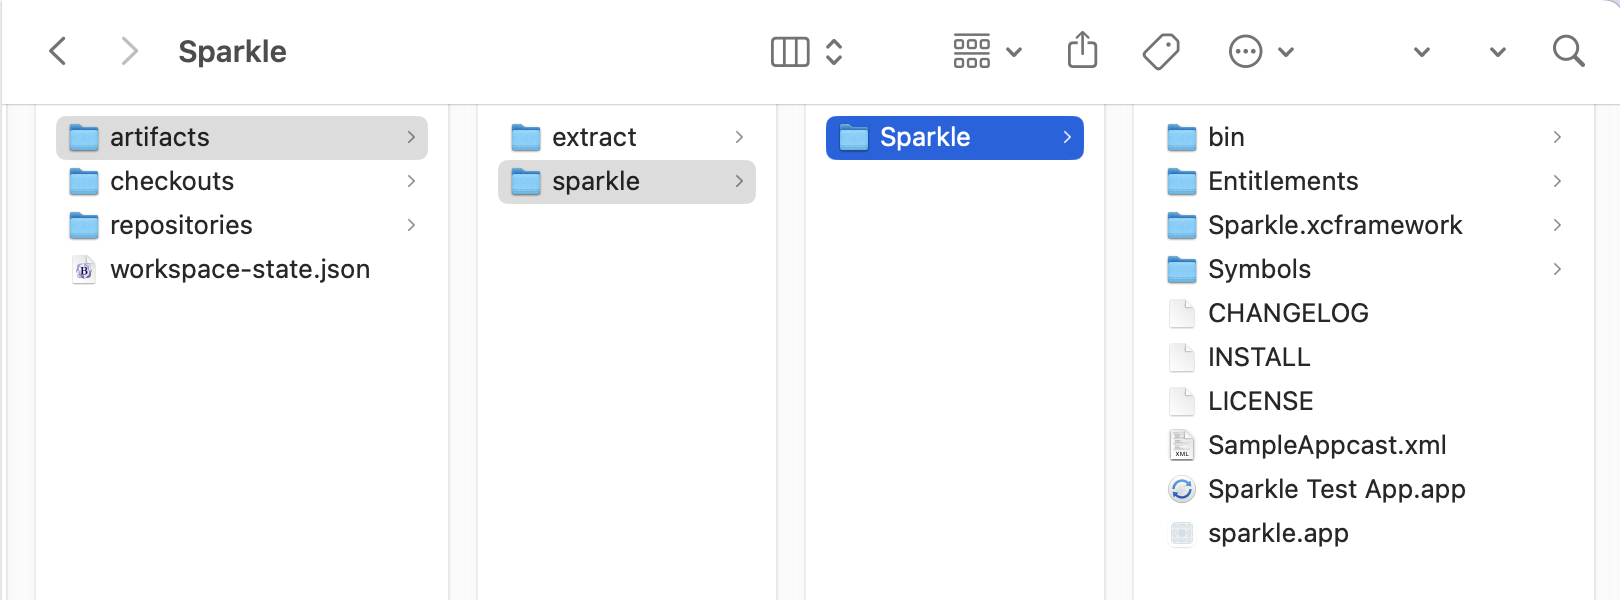 Sparkle
artifacts
checkouts
repositories
workspace-state.json
extract
sparkle
Sparkle
bin
Entitlements
Sparkle.xcframework
Symbols
CHANGELOG
INSTALL
LICENSE
SampleAppcast.xml
Sparkle Test App.app
sparkle.app